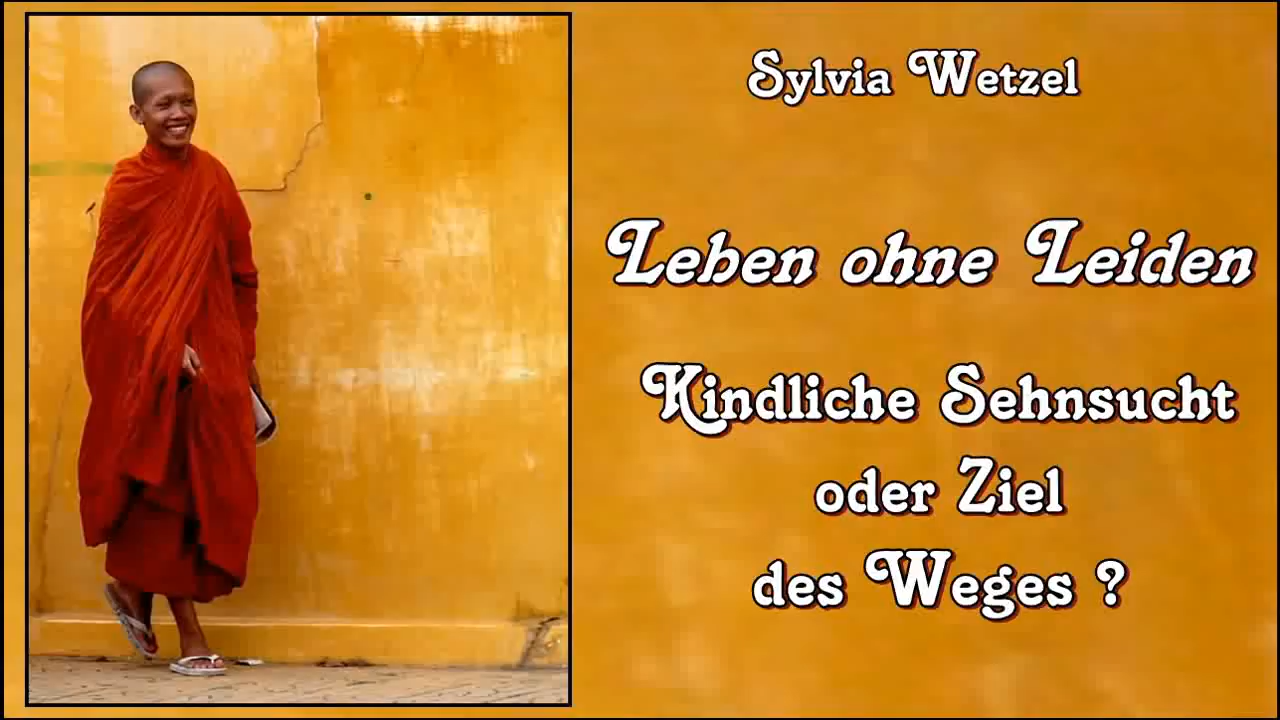 Sylvia Wetzel
Leben ohne Leiden
Kindliche Sehnsucht
oder Ziel
des Weges ?